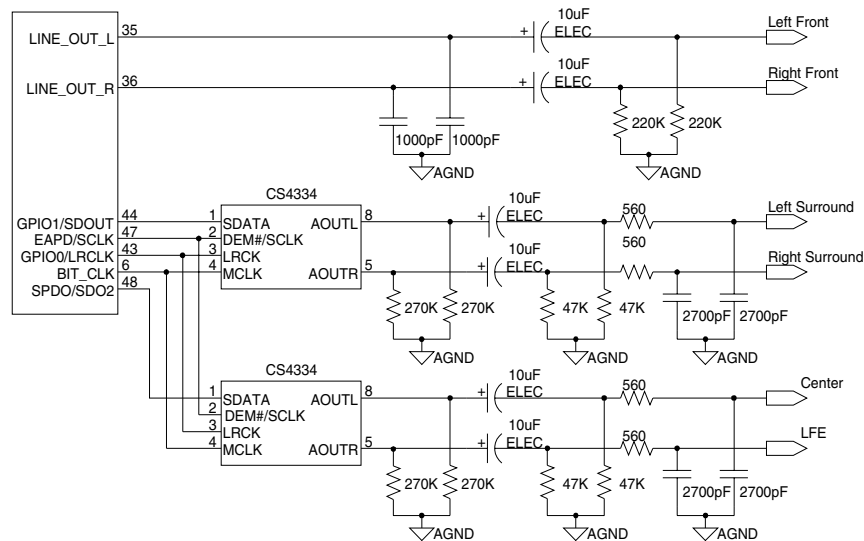 10uF
Left Front
LINE_OUT_L
35
+
ELEC
10uF
Right Front
LINE_OUT_R
36
+
ELEC
1000pF
1000pF
220K
220K
AGND
AGND
CS4334
10uF
Left Surround
GPIO1/SDOUT
44
1
SDATA
AOUTL
8
+
ELEC
560
EAPD/SCLK
47
2
DEM#/SCLK
GPIO0/LRCLK
43
3
LRCK
10uF
560
Right Surround
BIT_CLK
6
4
MCLK
AOUTR
5
+
ELEC
SPDO/SDO2
48
270K
270K
47K
47K
2700pF
2700pF
AGND
AGND
AGND
CS4334
10uF
560
Center
1
SDATA
AOUTL
8
+
ELEC
2
DEM#/SCLK
10uF
560
LFE
3
LRCK
4
MCLK
AOUTR
5
+
ELEC
270K
270K
47K
47K
2700pF
2700pF
AGND
AGND
AGND